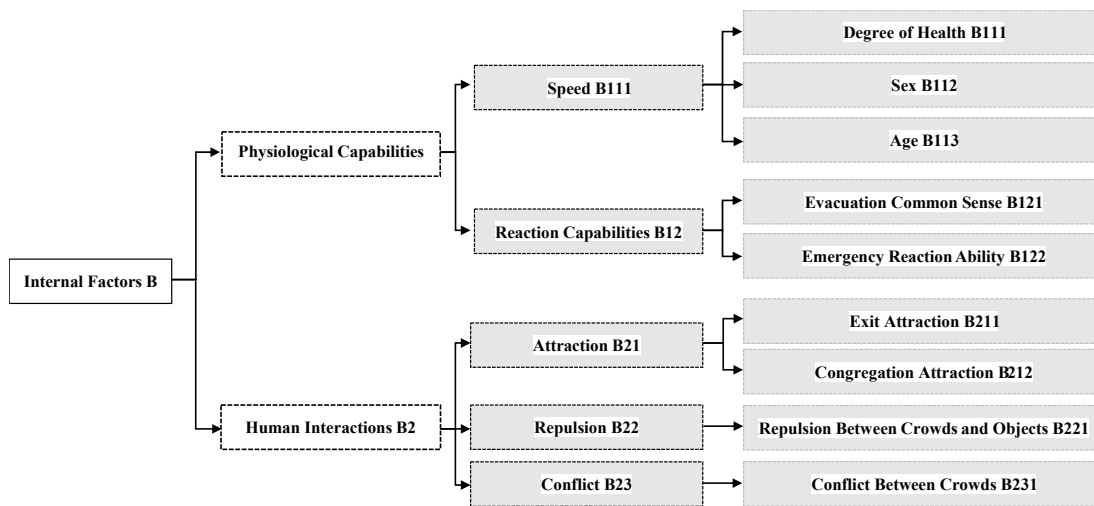 Internal Factors B
Physiological Capabilities
Human Interactions B2
Speed B111
Reaction Capabilities B12
Attraction B21
Repulsion B22
Conflict B23
Degree of Health B111
Sex B112
Age B113
Evacuation Common Sense B121
Emergency Reaction Ability B122
Exit Attraction B211
Congregation Attraction B212
Repulsion Between Crowds and Objects B221
Conflict Between Crowds B231